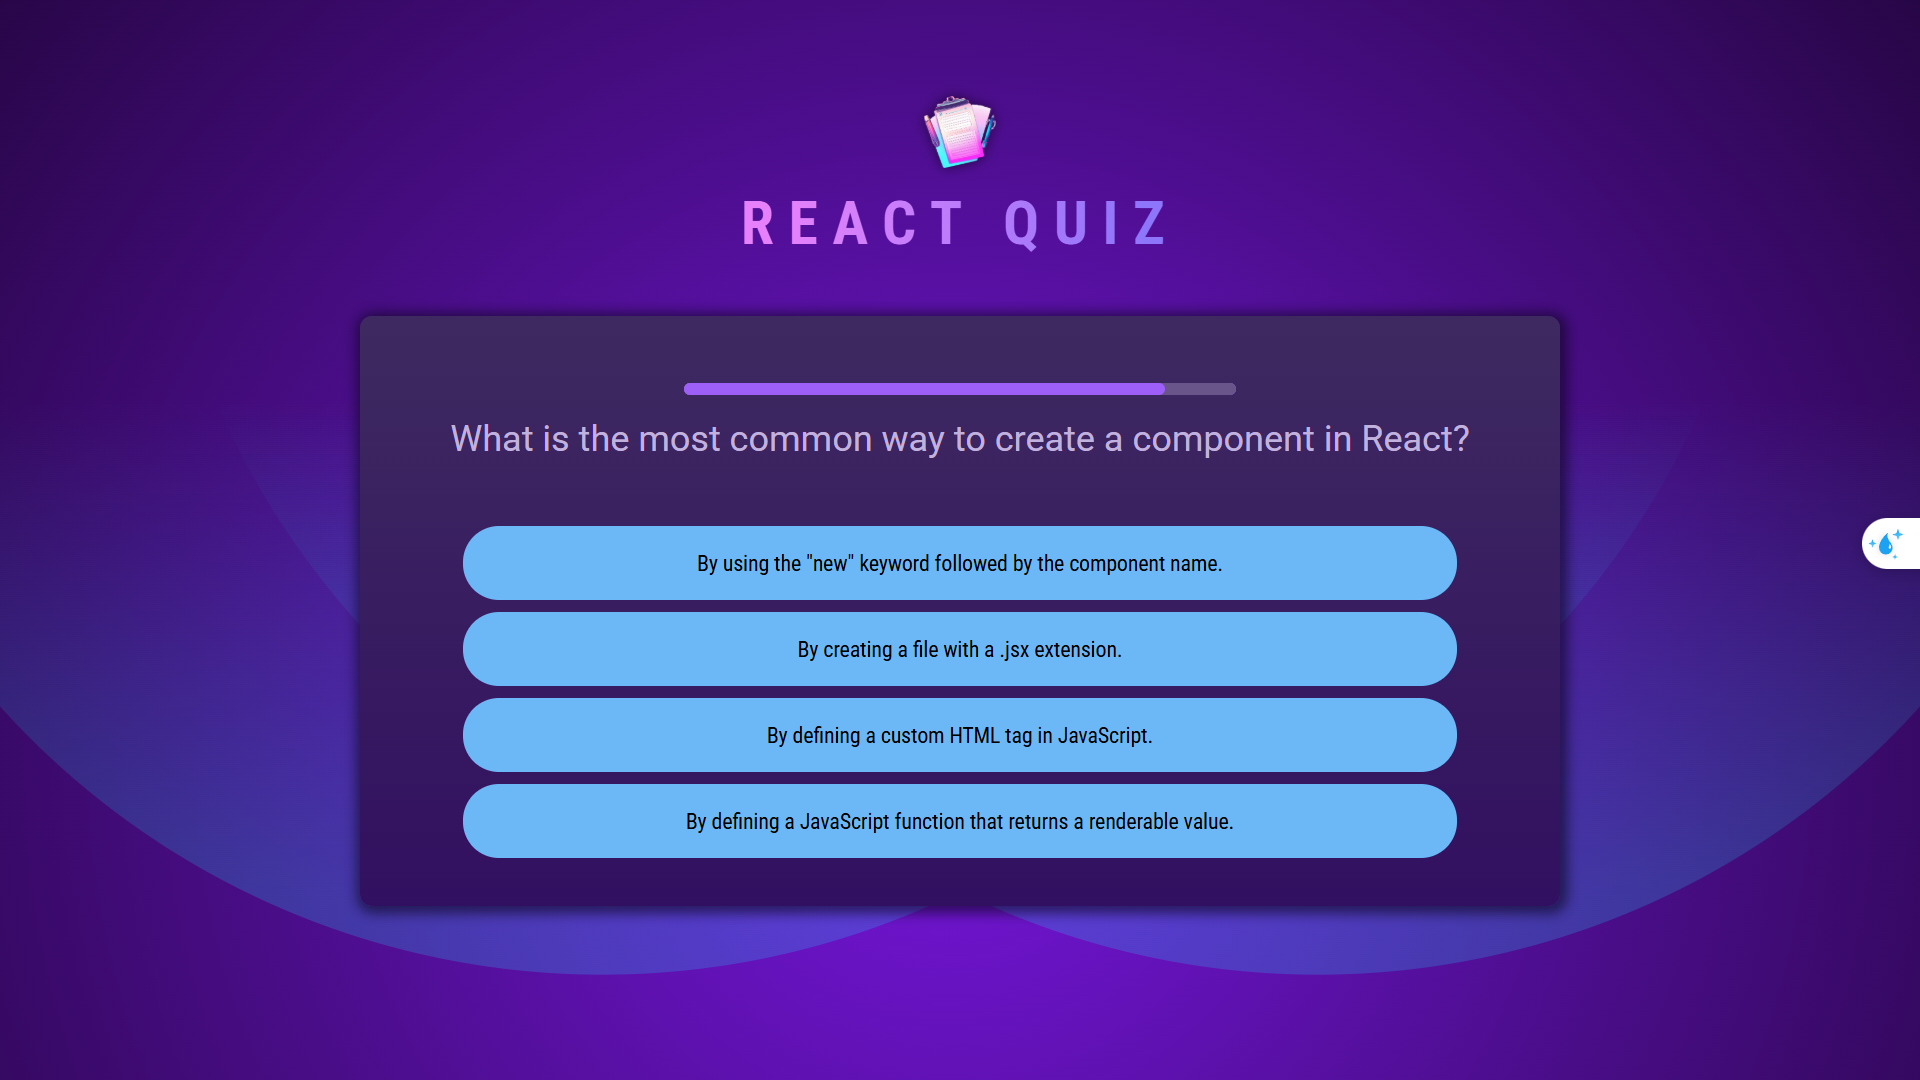 REACT QUIZ
What is the most common way to create a component in React?
By using the "new" keyword followed by the component name.
By creating a file with a .jsx extension.
By defining a custom HTML tag in JavaScript.
By defining a JavaScript function that returns a renderable value.